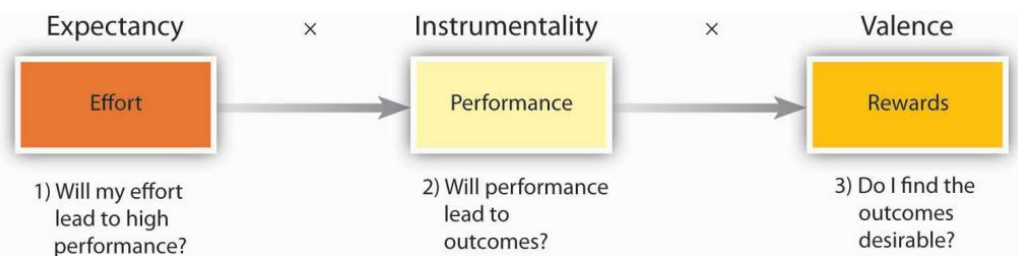 Expectancy × Instrumentality × Valence
Effort
Performance
Rewards
1) Will my effort
lead to high
performance?
2) Will performance
lead to
outcomes?
3) Do I find the
outcomes
desirable?